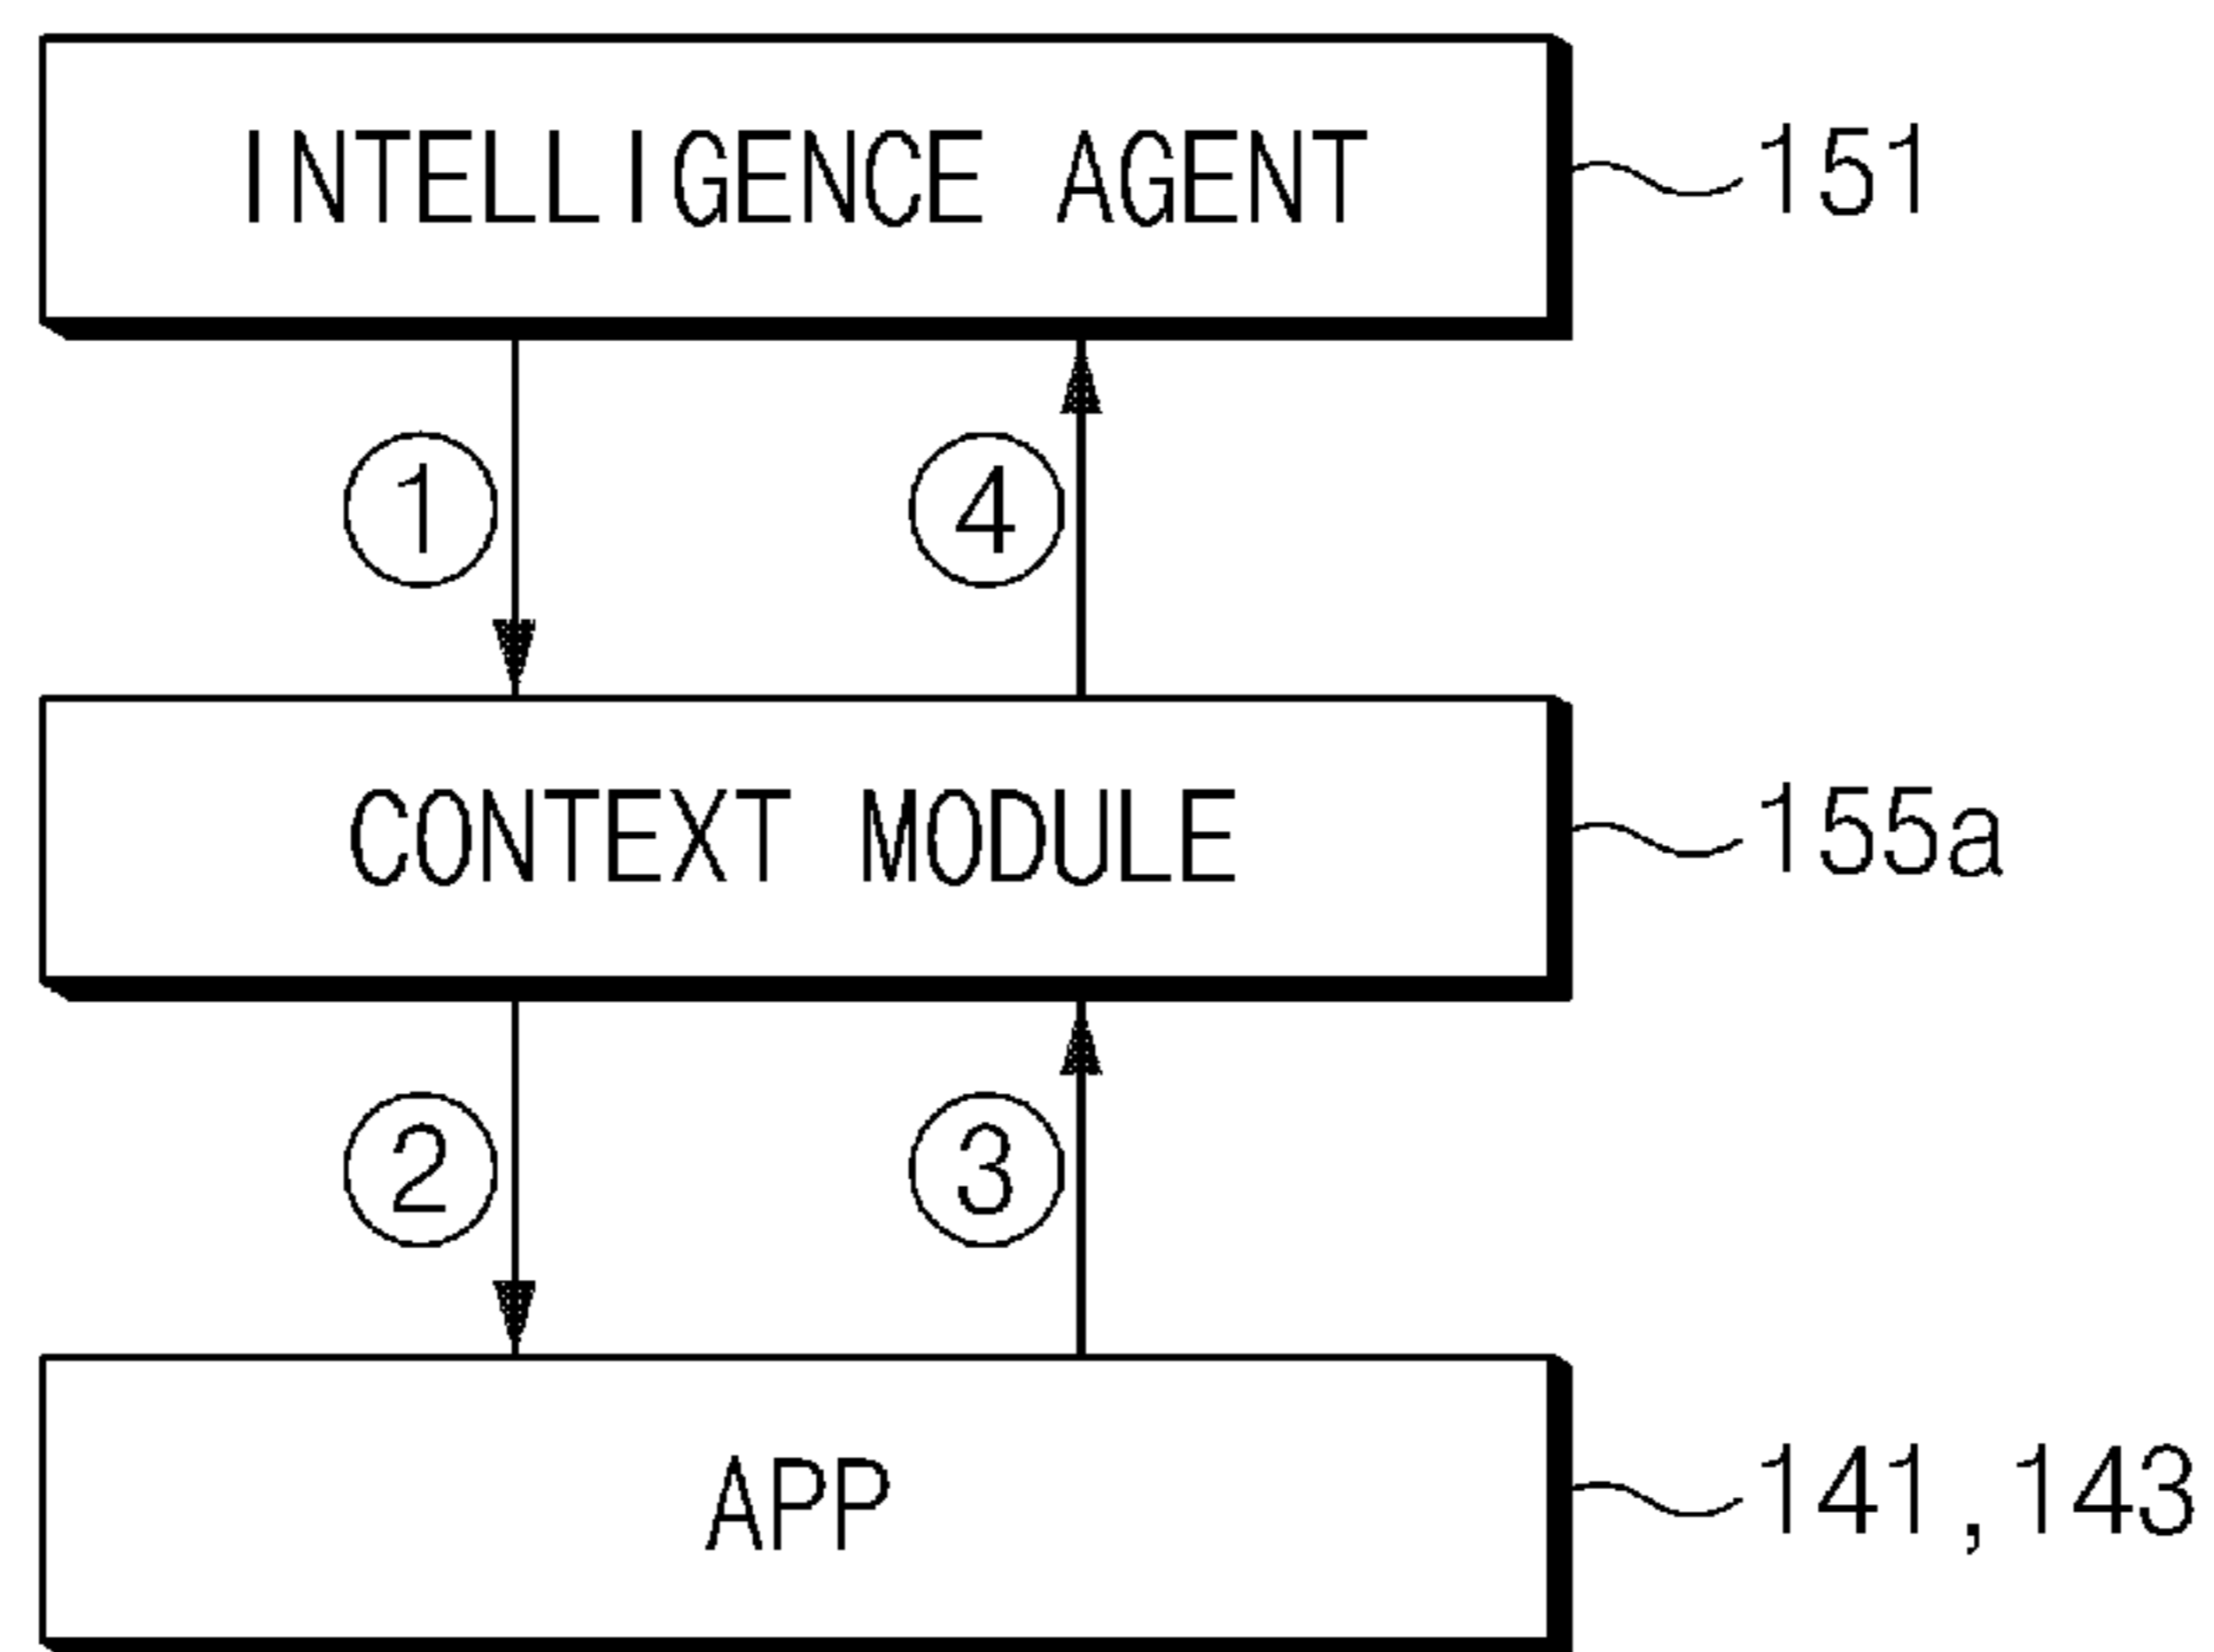 INTELLIGENCE AGENT 151
① ④
CONTEXT MODULE 155a
② ③
APP 141,143